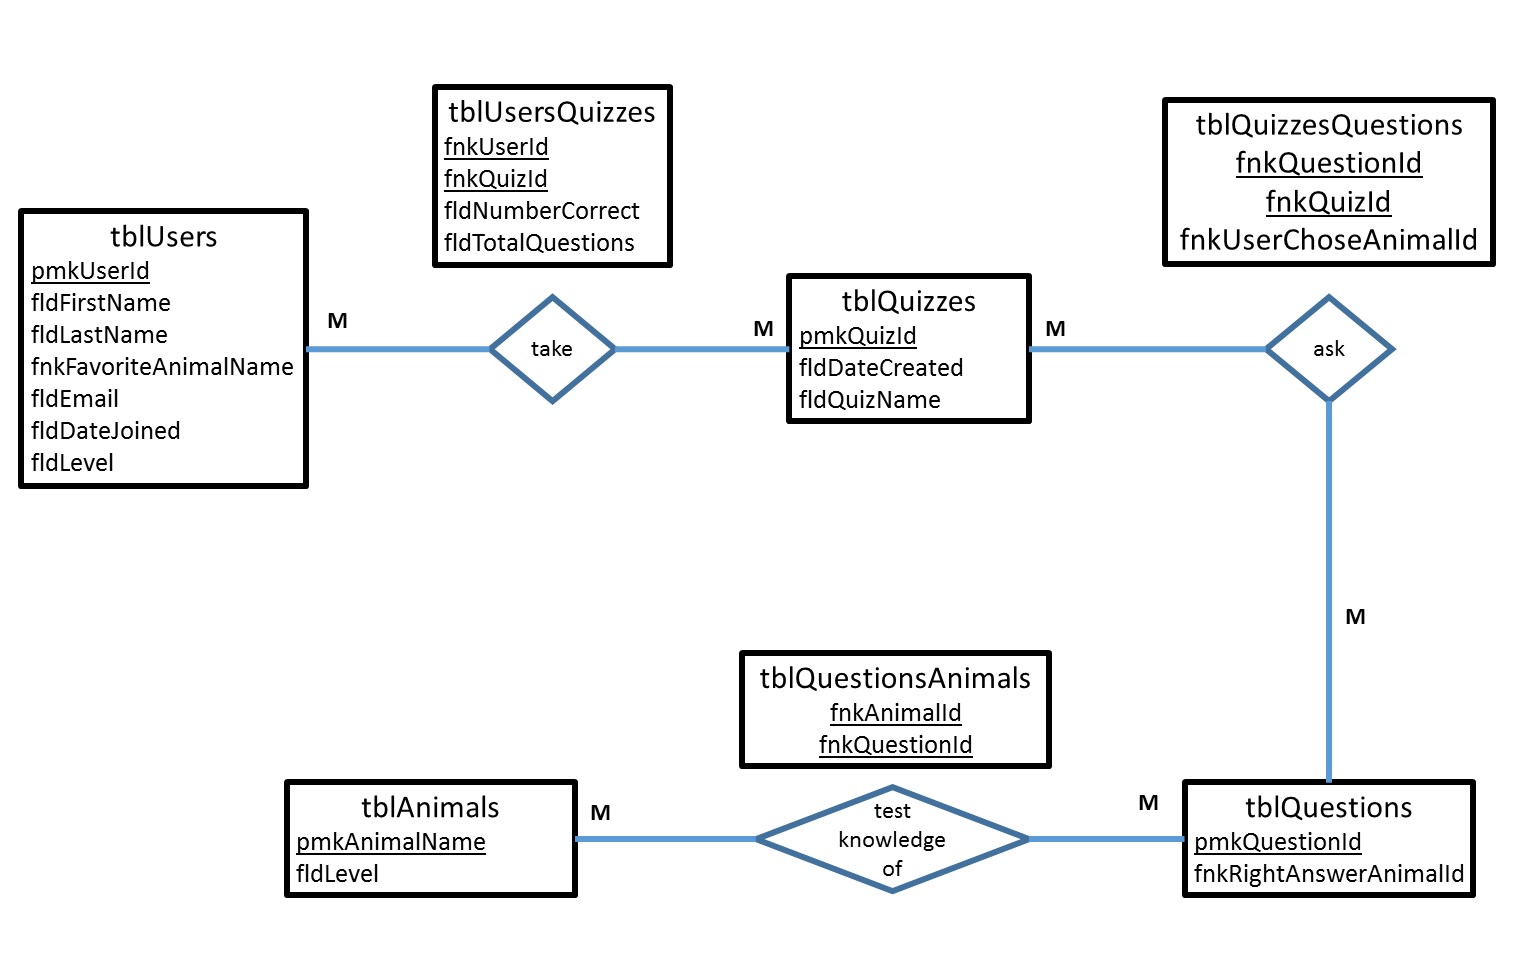 tblUsersQuizzes
fnkUserId
fnkQuizId
fldNumberCorrect
fldTotalQuestions
tblQuizzesQuestions
fnkQuestionId
fnkQuizId
fnkUserChoseAnimalId
tblUsers
pmkUserId
fldFirstName
fldLastName
fnkFavoriteAnimalName
fldEmail
fldDateJoined
fldLevel
M
take
M
tblQuizzes
pmkQuizId
fldDateCreated
fldQuizName
M
ask
M
tblQuestionsAnimals
fnkAnimalId
fnkQuestionId
tblAnimals
pmkAnimalName
fldLevel
M
test
knowledge
of
M
tblQuestions
pmkQuestionId
fnkRightAnswerAnimalId